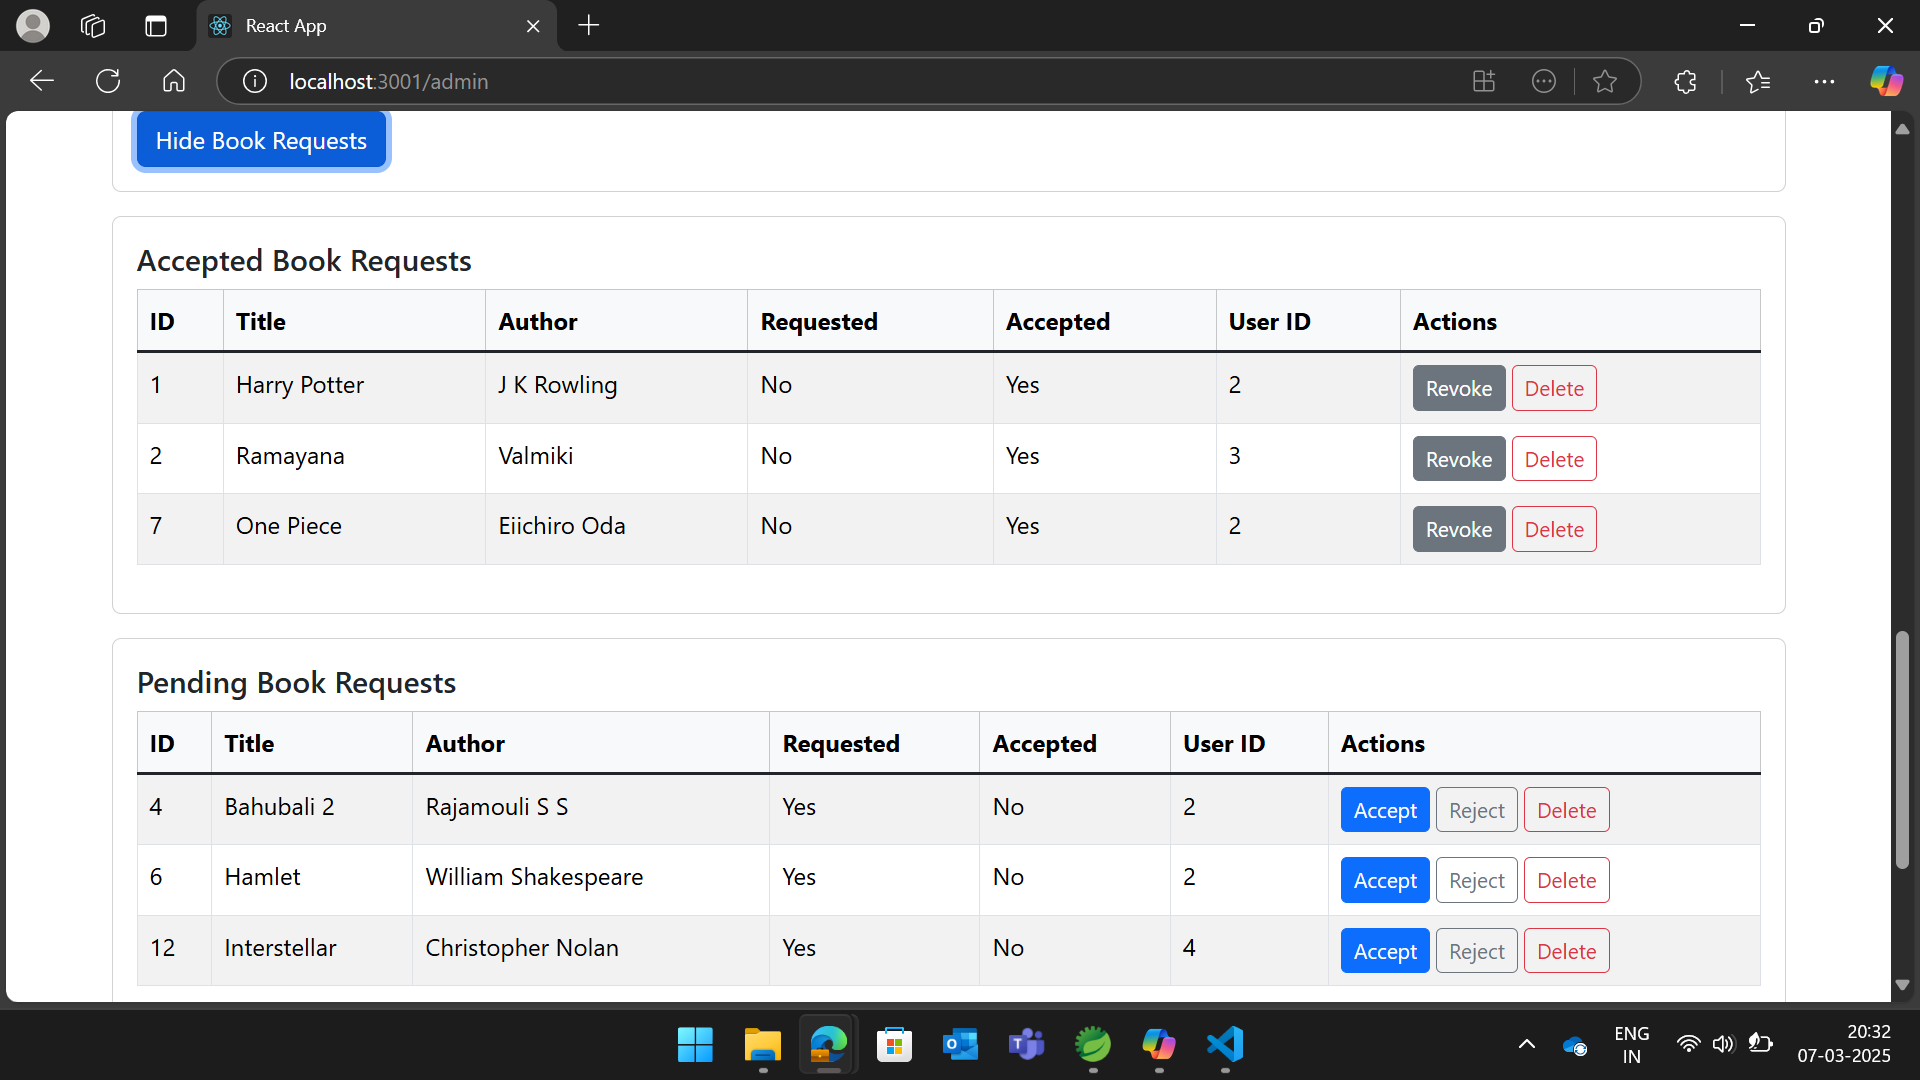 React App
localhost:3001/admin
Hide Book Requests
Accepted Book Requests
ID Title Author Requested Accepted User ID Actions
1 Harry Potter J K Rowling No Yes 2 Revoke Delete
2 Ramayana Valmiki No Yes 3 Revoke Delete
7 One Piece Eiichiro Oda No Yes 2 Revoke Delete
Pending Book Requests
ID Title Author Requested Accepted User ID Actions
4 Bahubali 2 Rajamouli S S Yes No 2 Accept Reject Delete
6 Hamlet William Shakespeare Yes No 2 Accept Reject Delete
12 Interstellar Christopher Nolan Yes No 4 Accept Reject Delete
ENG 20:32
IN 07-03-2025